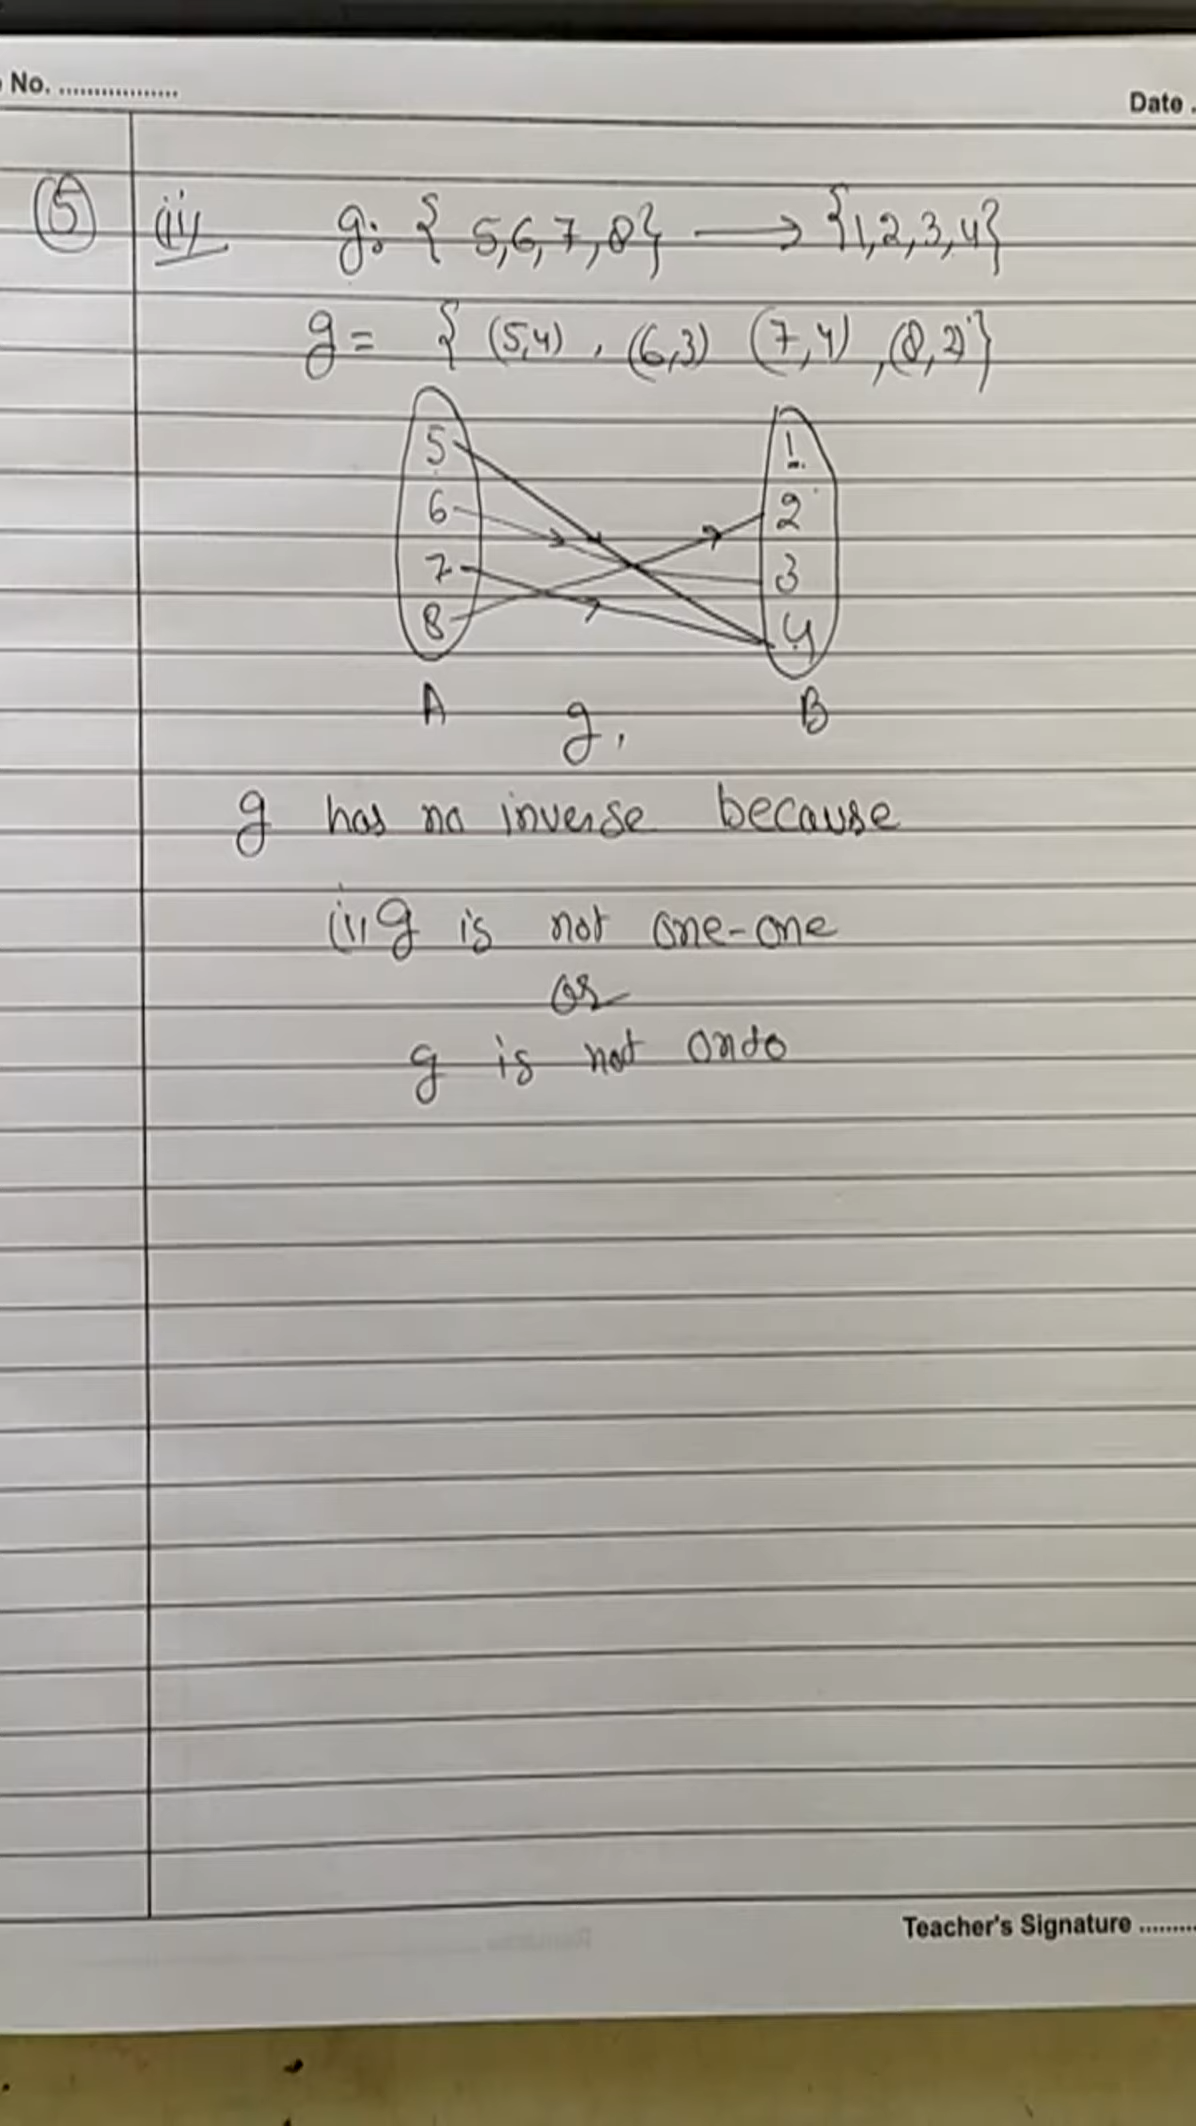 No. .................
Date .
5 (ii) g: { 5,6,7,8} → {1,2,3,4}
g = { (5,4) , (6,3) (7,4) ,(8,2)}
5 1
6 2
7 3
8 4
A g, B
g has no inverse because
(i) g is not one-one
or
g is not onto
Teacher's Signature .........